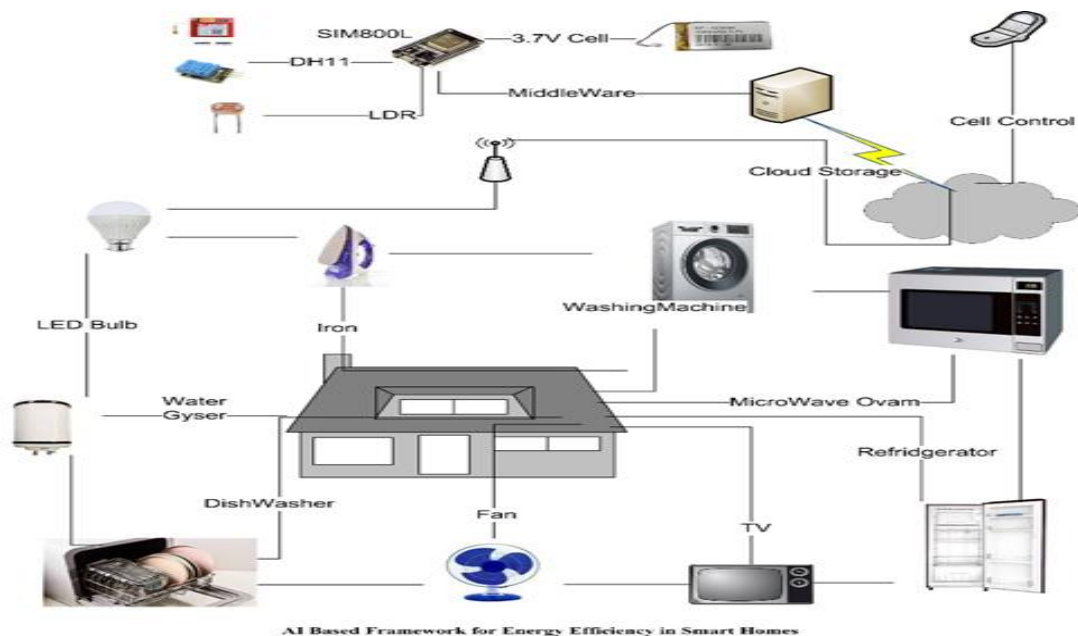 SIM800L
3.7V Cell
DH11
MiddleWare
LDR
Cell Control
Cloud Storage
WashingMachine
LED Bulb
Iron
Water
Gyser
MicroWave Ovam
Refridgerator
DishWasher
Fan
TV
AI Based Framework for Energy Efficiency in Smart Homes